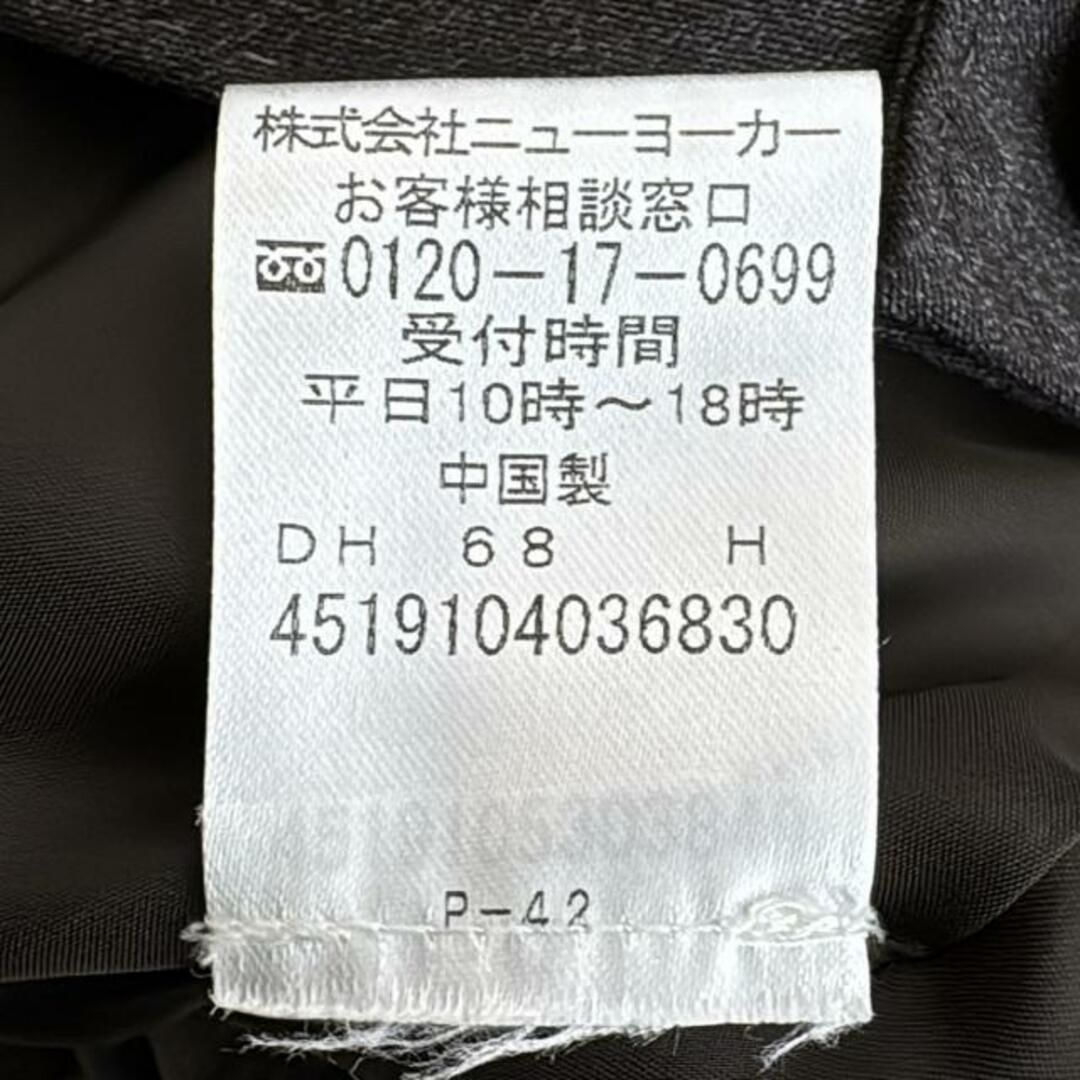 株式会社ニューヨーカー
お客様相談窓口
0120-17-0699
受付時間
平日10時～18時
中国製
DH 68 H
4519104036830
P-42